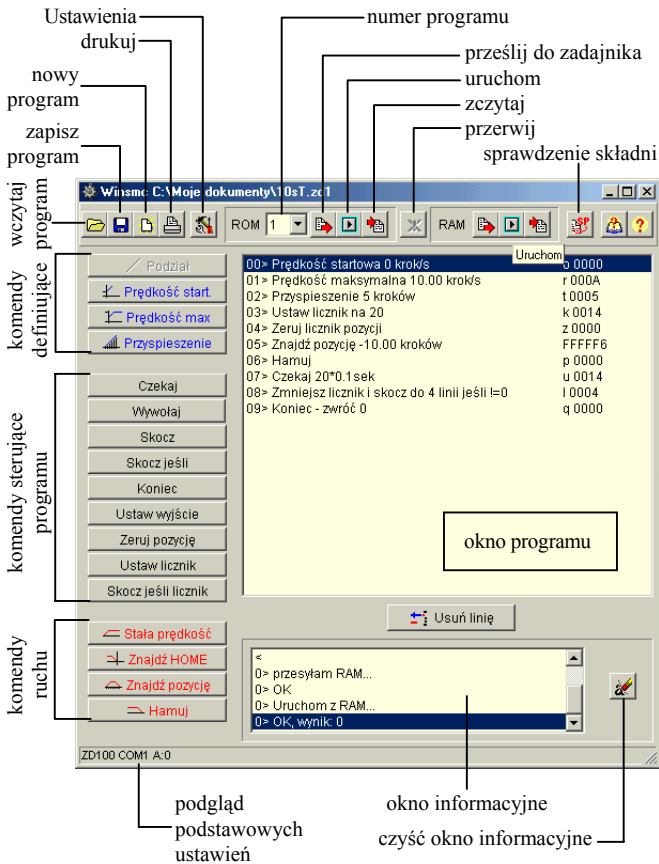 Ustawienia
drukuj
nowy
program
zapisz
program
wczytaj
program
numer programu
prześlij do zadajnika
uruchom
zczytaj
przerwij
sprawdzenie składni
Winsmc C:\Moje dokumenty\10sT.zd1
ROM 1
RAM
SP
?
Uruchom
komendy
definiujące
Podział
Prędkość start.
Prędkość max
Przyspieszenie
komendy sterujące
programu
Czekaj
Wywołaj
Skocz
Skocz jeśli
Koniec
Ustaw wyjście
Zeruj pozycję
Ustaw licznik
Skocz jeśli licznik
komendy
ruchu
Stała prędkość
Znajdź HOME
Znajdź pozycję
Hamuj
00> Prędkość startowa 0 krok/s o 0000
01> Prędkość maksymalna 10.00 krok/s r 000A
02> Przyspieszenie 5 kroków t 0005
03> Ustaw licznik na 20 k 0014
04> Zeruj licznik pozycji z 0000
05> Znajdź pozycję -10.00 kroków FFFFF6
06> Hamuj p 0000
07> Czekaj 20*0.1sek u 0014
08> Zmniejsz licznik i skocz do 4 linii jeśli !=0 l 0004
09> Koniec - zwróć 0 q 0000
okno programu
Usuń linię
<
0> przesyłam RAM...
0> OK
0> Uruchom z RAM...
0> OK, wynik: 0
ZD100 COM1 A:0
podgląd
podstawowych
ustawień
okno informacyjne
czyść okno informacyjne